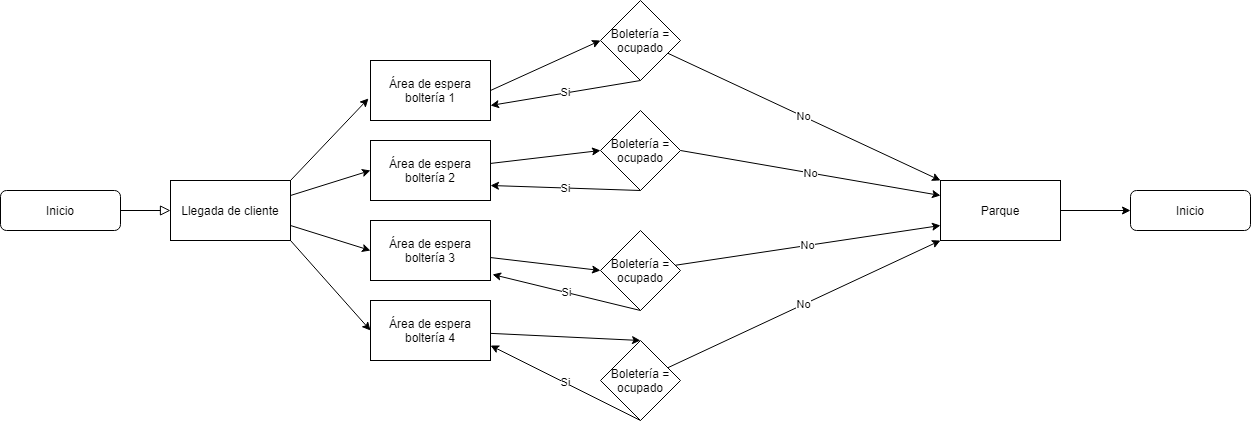 Inicio
Llegada de cliente
Área de espera
boltería 1
Boletería =
ocupado
Si
No
Área de espera
boltería 2
Boletería =
ocupado
Si
No
Área de espera
boltería 3
Boletería =
ocupado
Si
No
Área de espera
boltería 4
Boletería =
ocupado
Si
No
Parque
Inicio